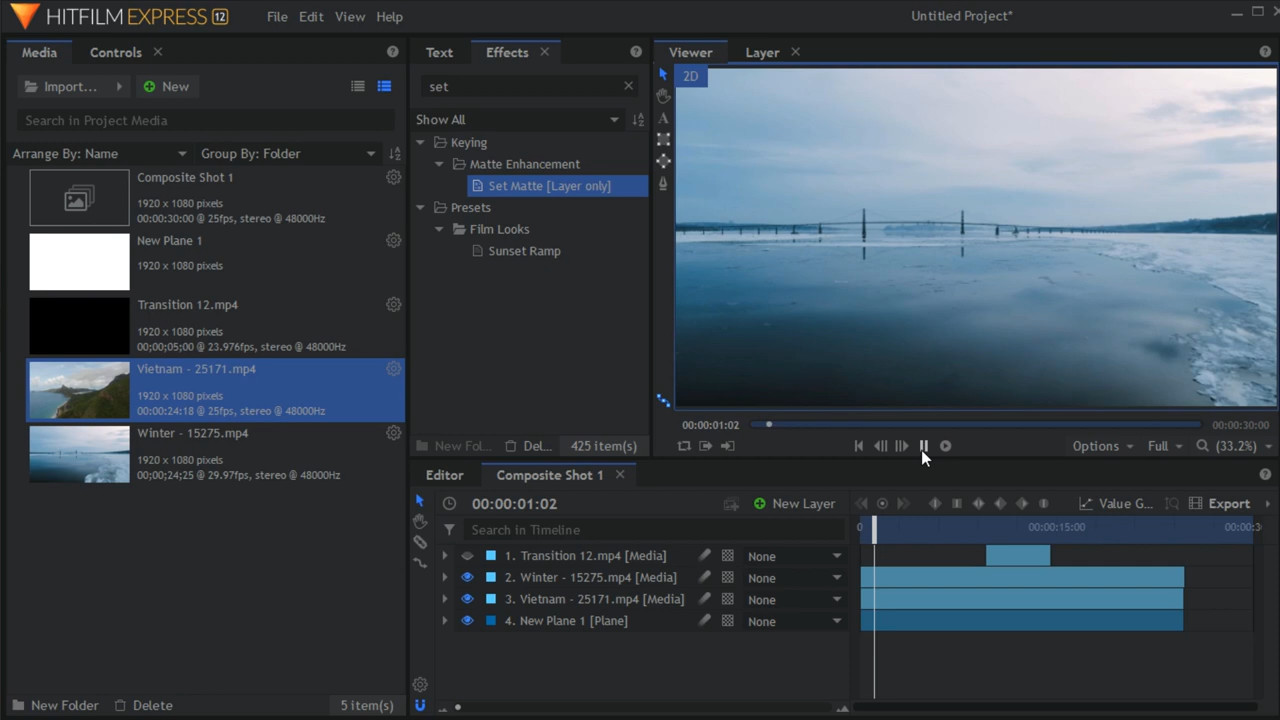 HITFILM EXPRESS 12
File Edit View Help
Untitled Project*
Media Controls
Import... New
Search in Project Media
Arrange By: Name Group By: Folder
Composite Shot 1
1920 x 1080 pixels
00:00:30:00 @ 25fps, stereo @ 48000Hz
New Plane 1
1920 x 1080 pixels
Transition 12.mp4
1920 x 1080 pixels
00;00;05;00 @ 23.976fps, stereo @ 48000Hz
Vietnam - 25171.mp4
1920 x 1080 pixels
00:00:24:18 @ 25fps, stereo @ 48000Hz
Winter - 15275.mp4
1920 x 1080 pixels
00;00;24;25 @ 29.97fps, stereo @ 48000Hz
New Folder Delete 5 item(s)
Text Effects
set
Show All
Keying
Matte Enhancement
Set Matte [Layer only]
Presets
Film Looks
Sunset Ramp
New Fol... Del... 425 item(s)
Viewer Layer
2D
A
00:00:01:02 00:00:30:00
Options Full (33.2%)
Editor Composite Shot 1
00:00:01:02 New Layer Value G... Export
Search in Timeline
0 00:00:15:00 00:00:3
1. Transition 12.mp4 [Media] None
2. Winter - 15275.mp4 [Media] None
3. Vietnam - 25171.mp4 [Media] None
4. New Plane 1 [Plane] None